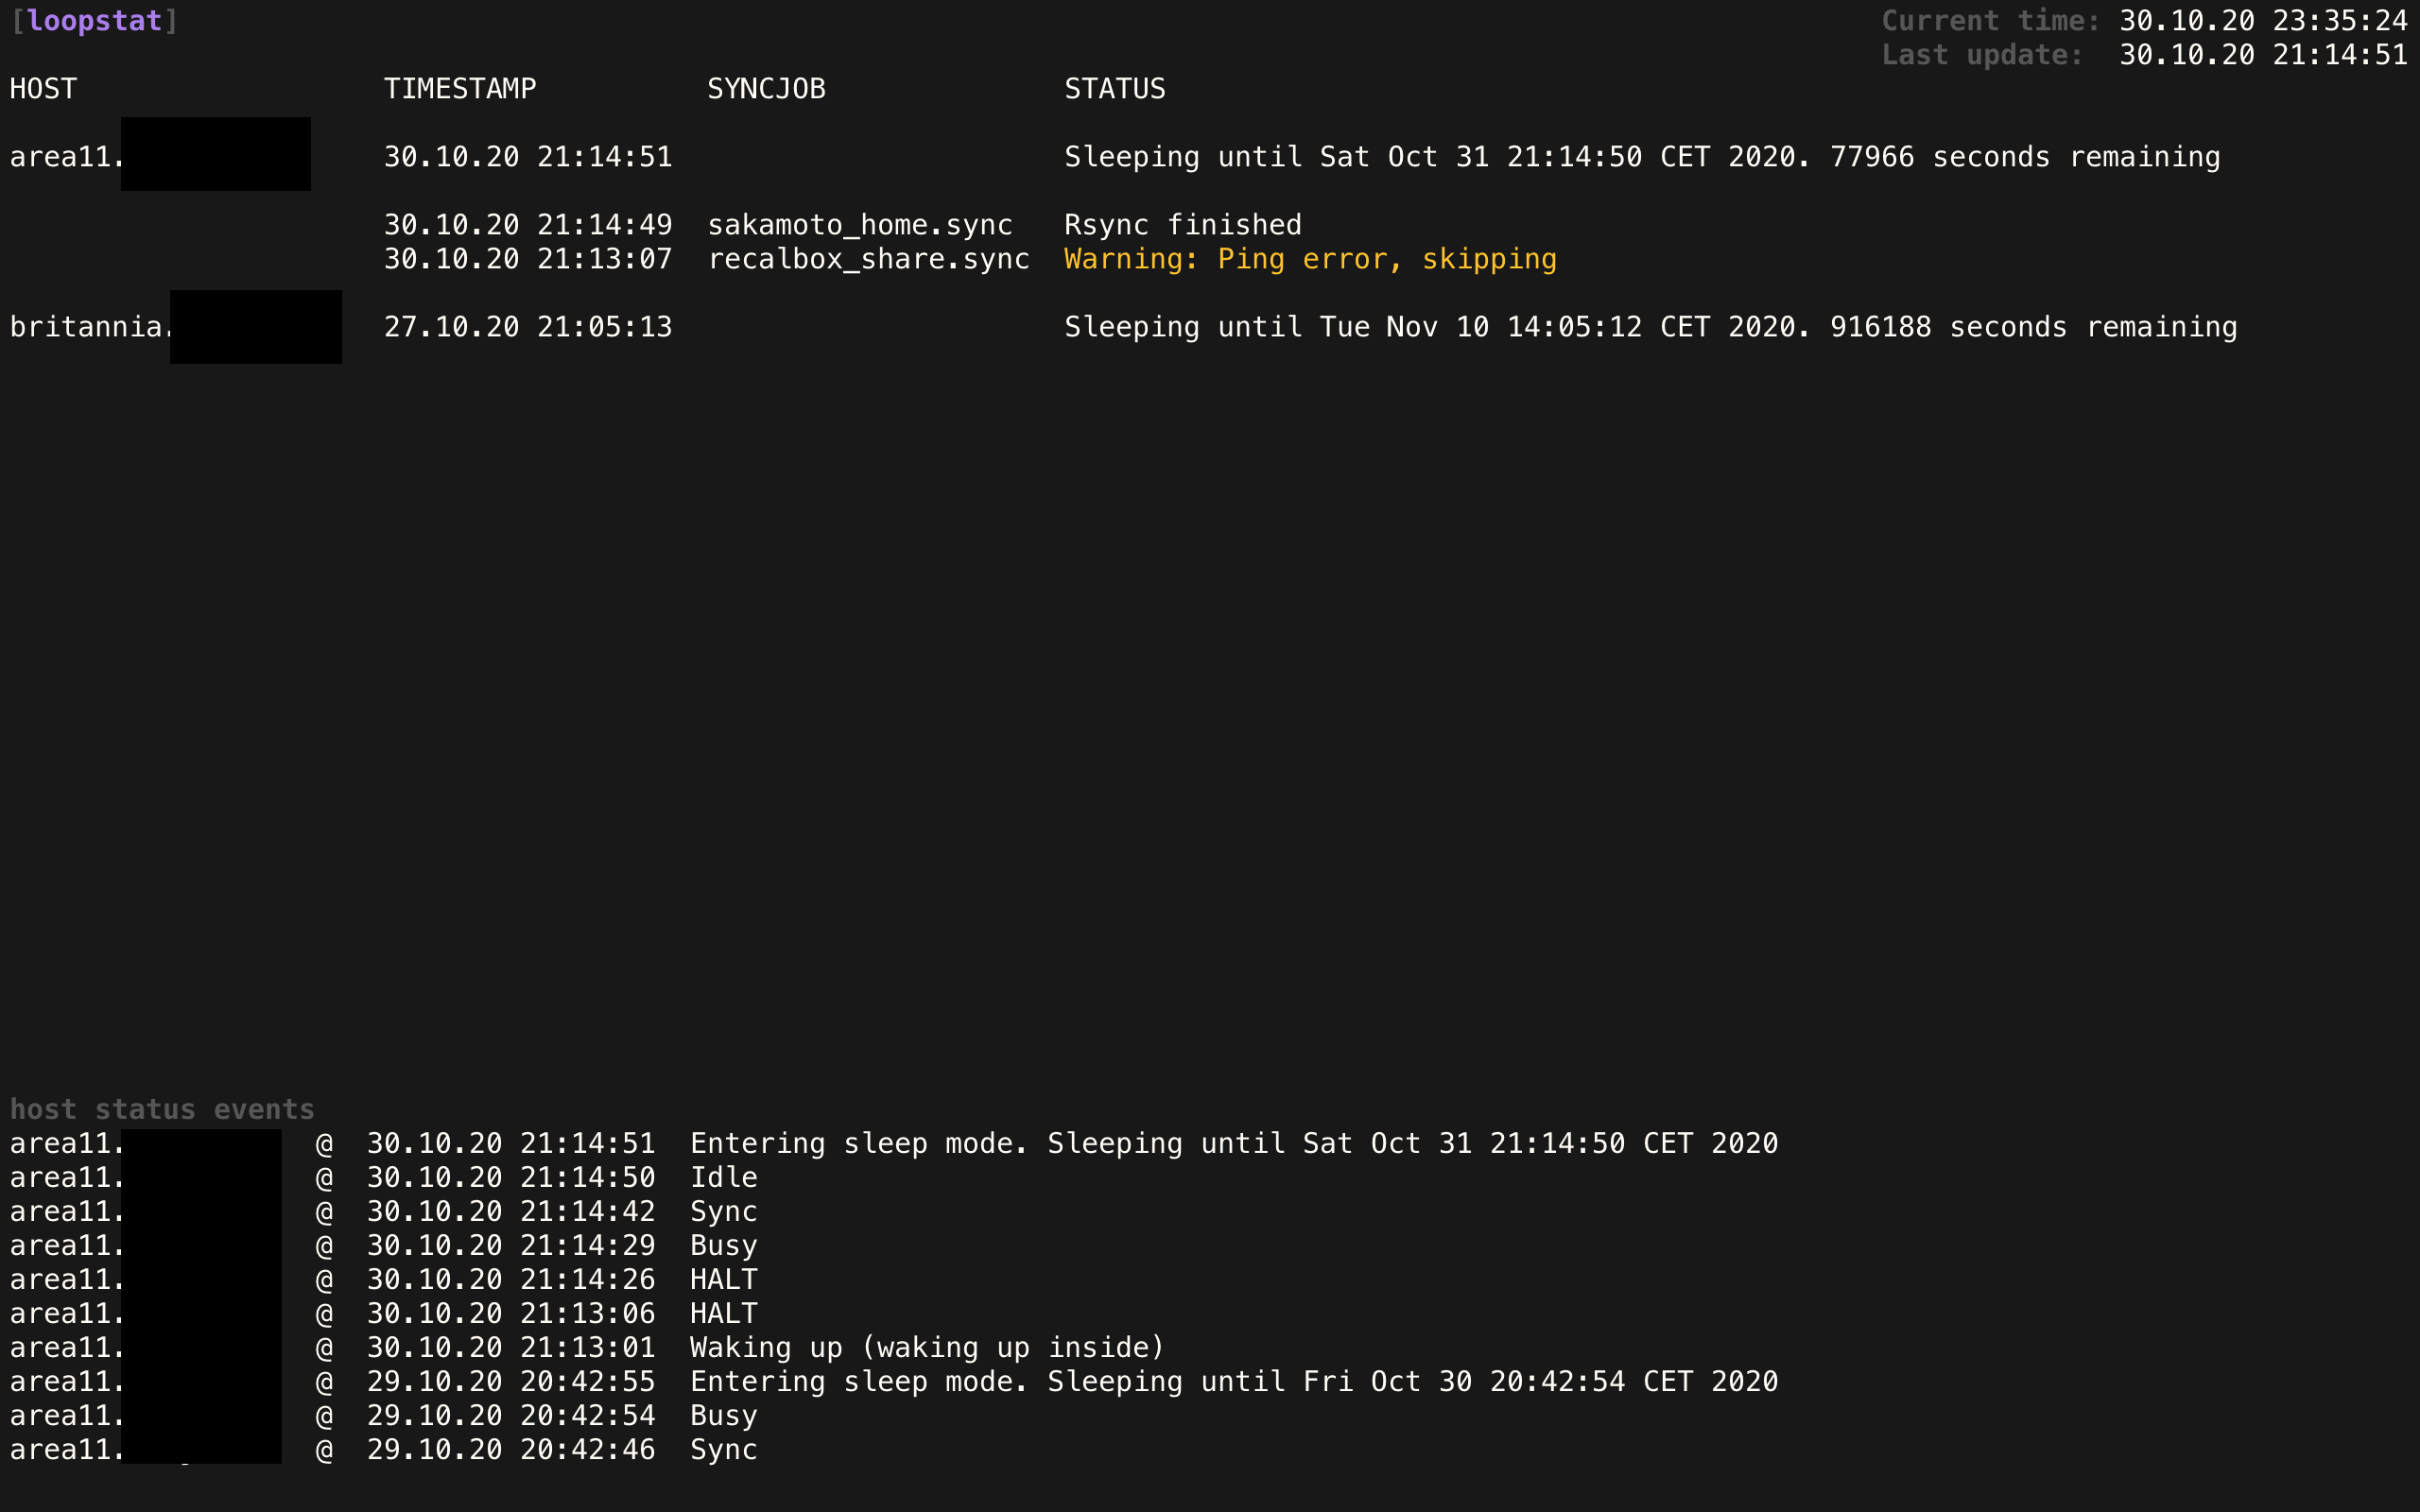 [loopstat] Current time: 30.10.20 23:35:24
Last update: 30.10.20 21:14:51
HOST TIMESTAMP SYNCJOB STATUS
area11. 30.10.20 21:14:51 Sleeping until Sat Oct 31 21:14:50 CET 2020. 77966 seconds remaining
30.10.20 21:14:49 sakamoto_home.sync Rsync finished
30.10.20 21:13:07 recalbox_share.sync Warning: Ping error, skipping
britannia. 27.10.20 21:05:13 Sleeping until Tue Nov 10 14:05:12 CET 2020. 916188 seconds remaining
host status events
area11. @ 30.10.20 21:14:51 Entering sleep mode. Sleeping until Sat Oct 31 21:14:50 CET 2020
area11. @ 30.10.20 21:14:50 Idle
area11. @ 30.10.20 21:14:42 Sync
area11. @ 30.10.20 21:14:29 Busy
area11. @ 30.10.20 21:14:26 HALT
area11. @ 30.10.20 21:13:06 HALT
area11. @ 30.10.20 21:13:01 Waking up (waking up inside)
area11. @ 29.10.20 20:42:55 Entering sleep mode. Sleeping until Fri Oct 30 20:42:54 CET 2020
area11. @ 29.10.20 20:42:54 Busy
area11. @ 29.10.20 20:42:46 Sync